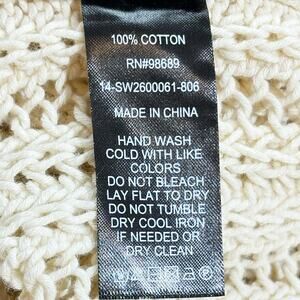 100% COTTON
RN#98689
14-SW2600061-806
MADE IN CHINA
HAND WASH
COLD WITH LIKE
COLORS
DO NOT BLEACH
LAY FLAT TO DRY
DO NOT TUMBLE
DRY COOL IRON
IF NEEDED OR
DRY CLEAN